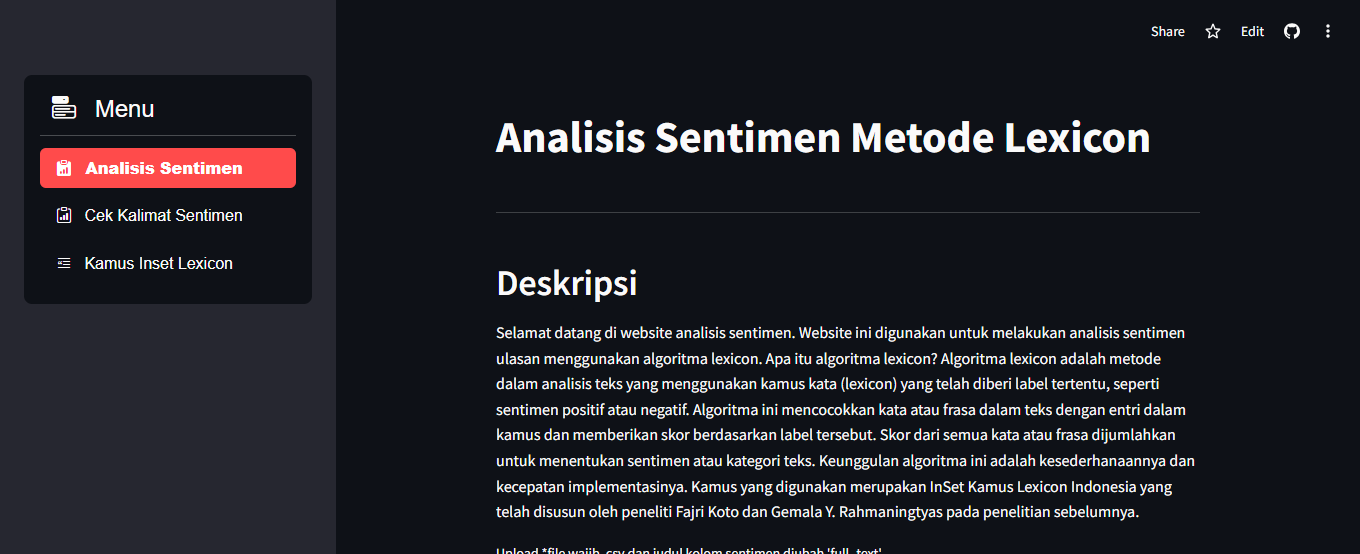 Share
Edit
Menu
Analisis Sentimen
Cek Kalimat Sentimen
Kamus Inset Lexicon
Analisis Sentimen Metode Lexicon
Deskripsi
Selamat datang di website analisis sentimen. Website ini digunakan untuk melakukan analisis sentimen
ulasan menggunakan algoritma lexicon. Apa itu algoritma lexicon? Algoritma lexicon adalah metode
dalam analisis teks yang menggunakan kamus kata (lexicon) yang telah diberi label tertentu, seperti
sentimen positif atau negatif. Algoritma ini mencocokkan kata atau frasa dalam teks dengan entri dalam
kamus dan memberikan skor berdasarkan label tersebut. Skor dari semua kata atau frasa dijumlahkan
untuk menentukan sentimen atau kategori teks. Keunggulan algoritma ini adalah kesederhanaannya dan
kecepatan implementasinya. Kamus yang digunakan merupakan InSet Kamus Lexicon Indonesia yang
telah disusun oleh peneliti Fajri Koto dan Gemala Y. Rahmaningtyas pada penelitian sebelumnya.
Upload *file wajib .csv dan judul kolom sentimen diubah 'full_text'